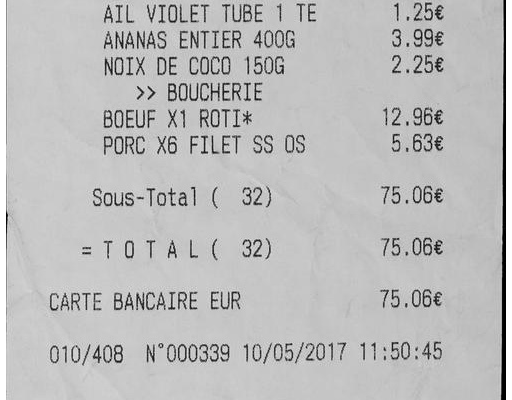 AIL VIOLET TUBE 1 TE 1.25€
ANANAS ENTIER 400G 3.99€
NOIX DE COCO 150G 2.25€
>> BOUCHERIE
BOEUF X1 ROTI* 12.96€
PORC X6 FILET SS OS 5.63€
Sous-Total ( 32) 75.06€
= T O T A L ( 32) 75.06€
CARTE BANCAIRE EUR 75.06€
010/408 N°000339 10/05/2017 11:50:45